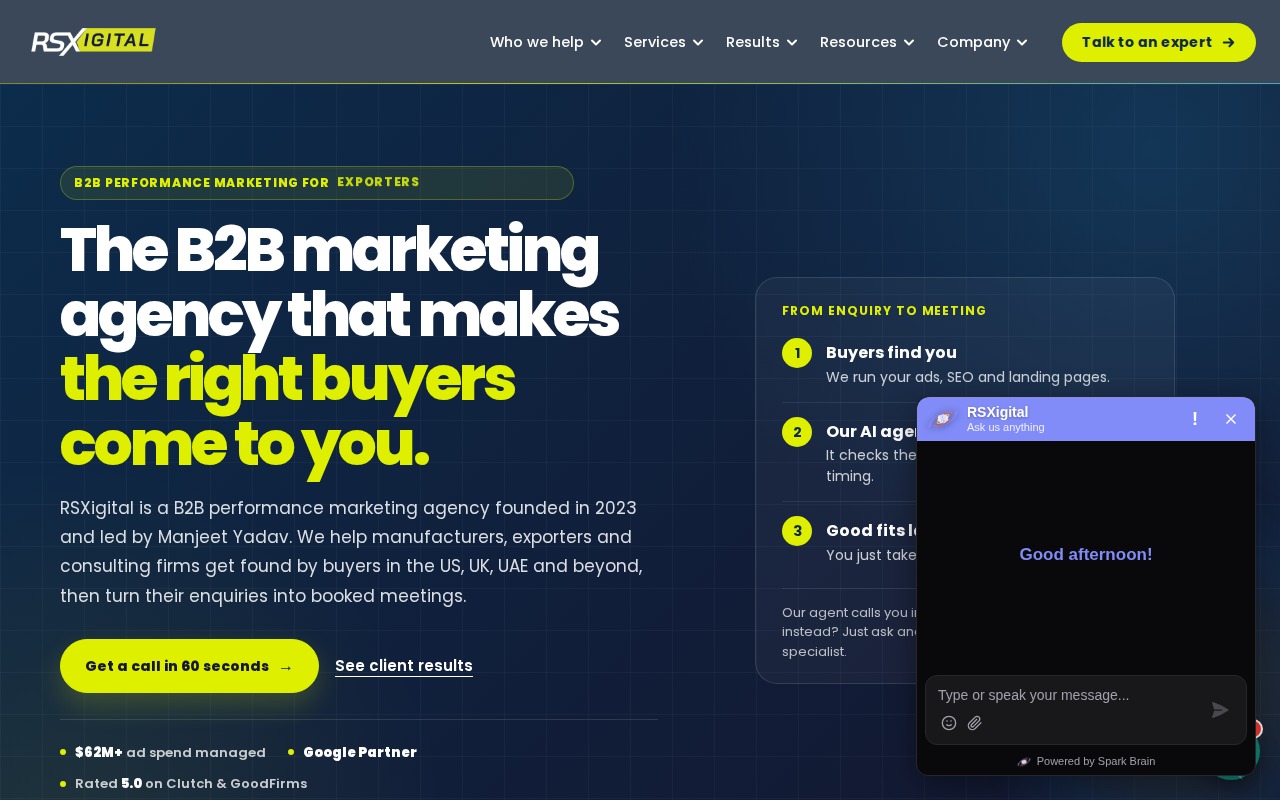 RSXIGITAL
Who we help
Services
Results
Resources
Company
Talk to an expert →
B2B PERFORMANCE MARKETING FOR EXPORTERS
The B2B marketing
agency that makes
the right buyers
come to you.
RSXigital is a B2B performance marketing agency founded in 2023
and led by Manjeet Yadav. We help manufacturers, exporters and
consulting firms get found by buyers in the US, UK, UAE and beyond,
then turn their enquiries into booked meetings.
Get a call in 60 seconds →
See client results
$62M+ ad spend managed
Google Partner
Rated 5.0 on Clutch & GoodFirms
FROM ENQUIRY TO MEETING
1
Buyers find you
We run your ads, SEO and landing pages.
2
Our AI
It checks the
timing.
3
Good fits
You just take
Our agent calls you
instead? Just ask
specialist.
RSXigital
Ask us anything
!
Good afternoon!
Type or speak your message...
Powered by Spark Brain